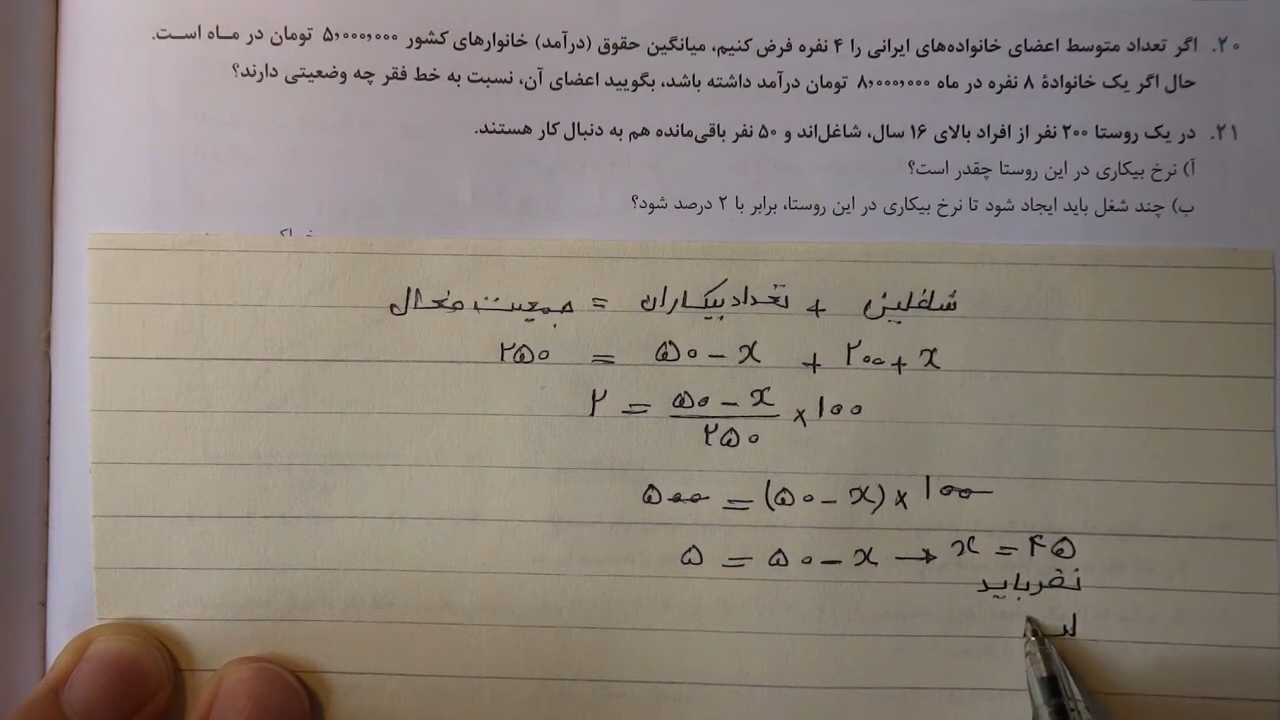 ۲۰. اگر تعداد متوسط اعضای خانواده‌های ایرانی را ۴ نفره فرض کنیم، میانگین حقوق (درآمد) خانوارهای کشور ۵٫۰۰۰٫۰۰۰ تومان در مـاه اسـت.
حال اگر یک خانوادهٔ ۸ نفره در ماه ۸٫۰۰۰٫۰۰۰ تومان درآمد داشته باشد، بگویید اعضای آن، نسبت به خط فقر چه وضعیتی دارند؟
۲۱. در یک روستا ۲۰۰ نفر از افراد بالای ۱۶ سال، شاغل‌اند و ۵۰ نفر باقی‌مانده هم به دنبال کار هستند.
آ) نرخ بیکاری در این روستا چقدر است؟
ب) چند شغل باید ایجاد شود تا نرخ بیکاری در این روستا، برابر با ۲ درصد شود؟
شاغلین + تعداد بیکاران = جمعیت فعال
۲۵۰ = ۵۰ - x + ۲۰۰ + x
۲ = (۵۰ - x) / ۲۵۰ × ۱۰۰
۵۰۰ = (۵۰ - x) × ۱۰۰
۵ = ۵۰ - x → x = ۴۵
نفر باید